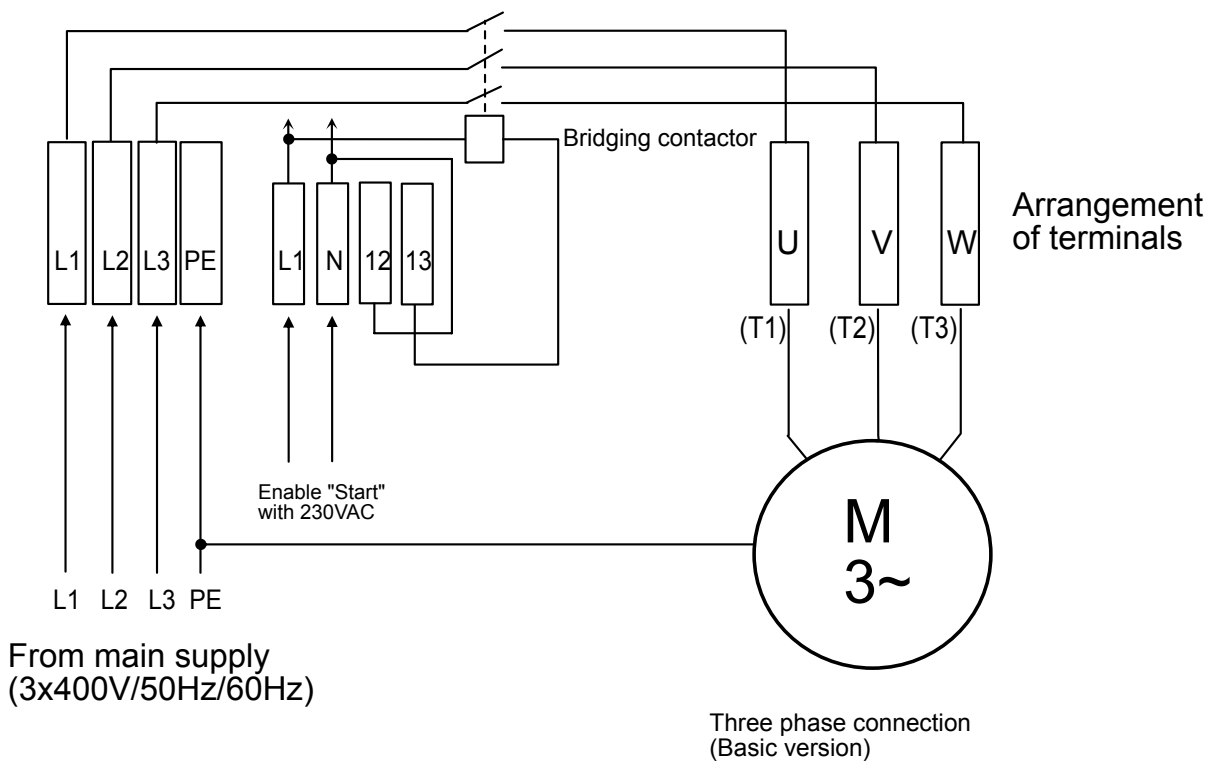 Bridging contactor
L1 L2 L3 PE
L1 N 12 13
U V W
Arrangement
of terminals
(T1) (T2) (T3)
Enable "Start"
with 230VAC
M
3~
L1 L2 L3 PE
From main supply
(3x400V/50Hz/60Hz)
Three phase connection
(Basic version)